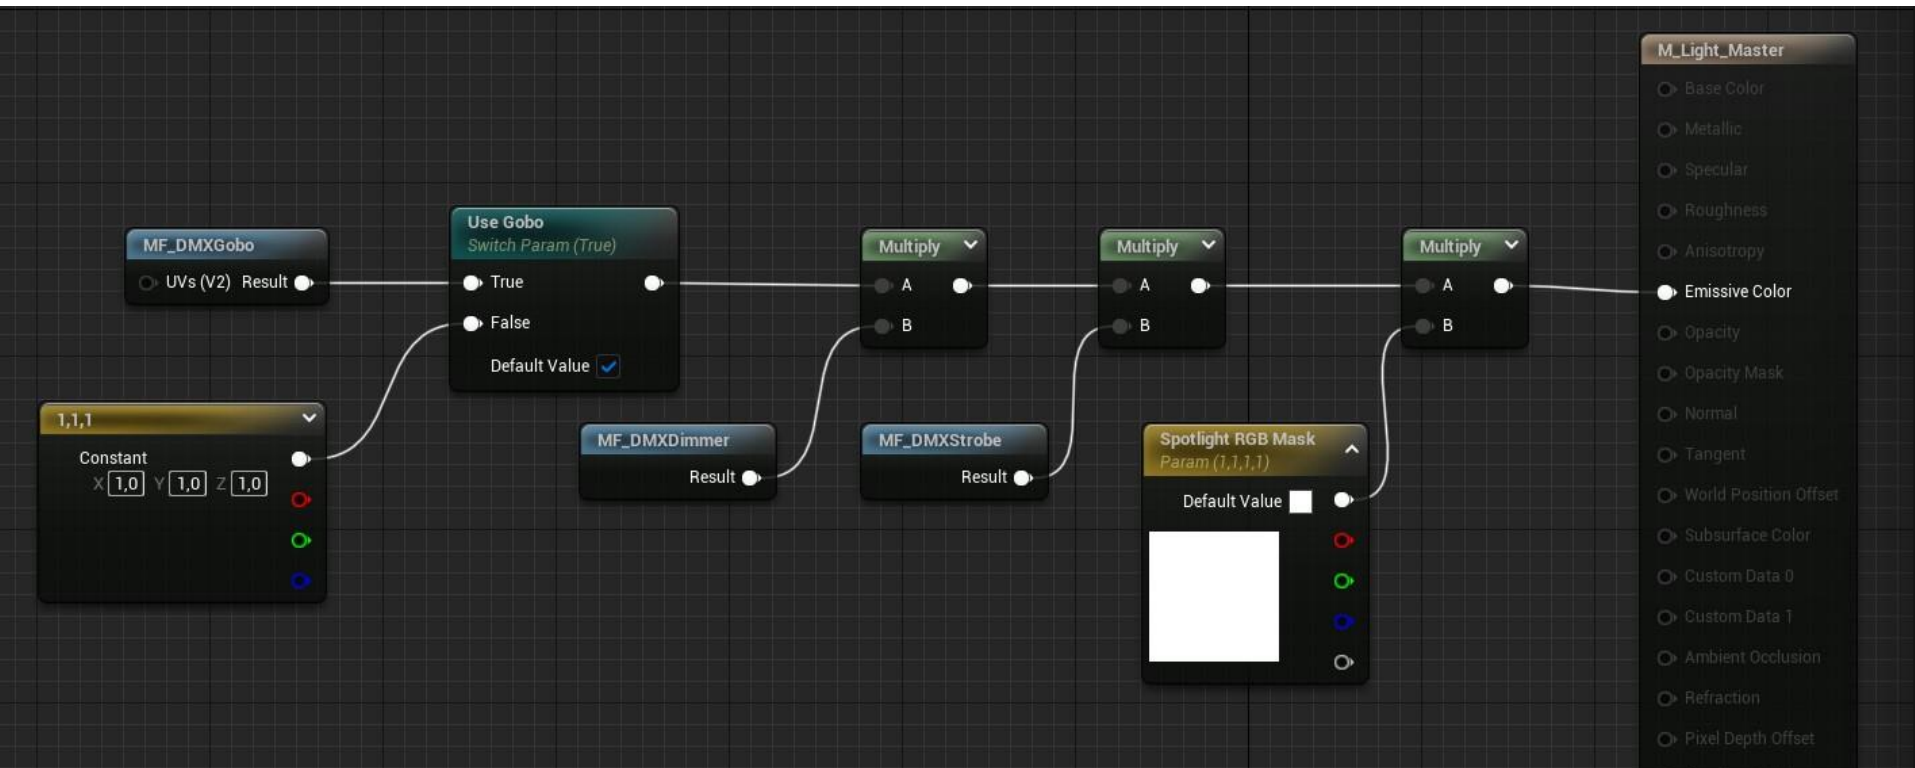 M_Light_Master
Base Color
Metallic
Specular
Roughness
Anisotropy
Emissive Color
Opacity
Opacity Mask
Normal
Tangent
World Position Offset
Subsurface Color
Custom Data 0
Custom Data 1
Ambient Occlusion
Refraction
Pixel Depth Offset
MF_DMXGobo
UVs (V2) Result
Use Gobo
Switch Param (True)
True
False
Default Value
Multiply
A
B
Multiply
A
B
Multiply
A
B
1,1,1
Constant
X 1,0 Y 1,0 Z 1,0
MF_DMXDimmer
Result
MF_DMXStrobe
Result
Spotlight RGB Mask
Param (1,1,1,1)
Default Value